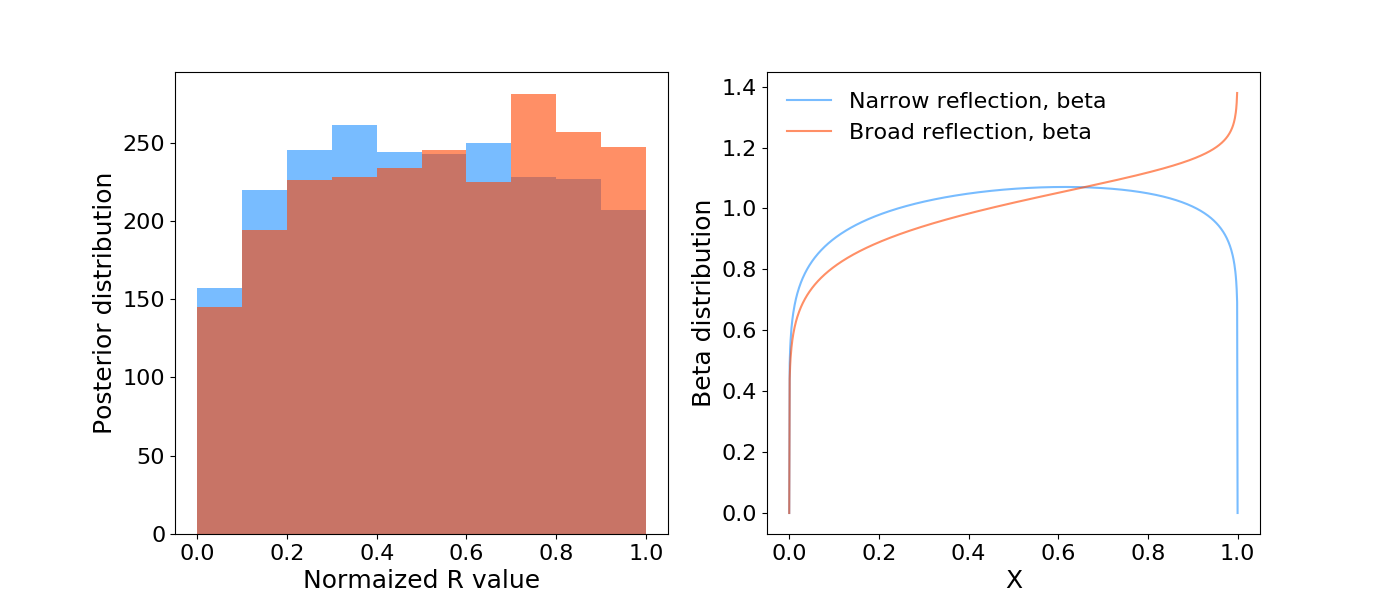 Posterior distribution
250
200
150
100
50
0
0.0 0.2 0.4 0.6 0.8 1.0
Normaized R value
Beta distribution
1.4
1.2
1.0
0.8
0.6
0.4
0.2
0.0
Narrow reflection, beta
Broad reflection, beta
0.0 0.2 0.4 0.6 0.8 1.0
X